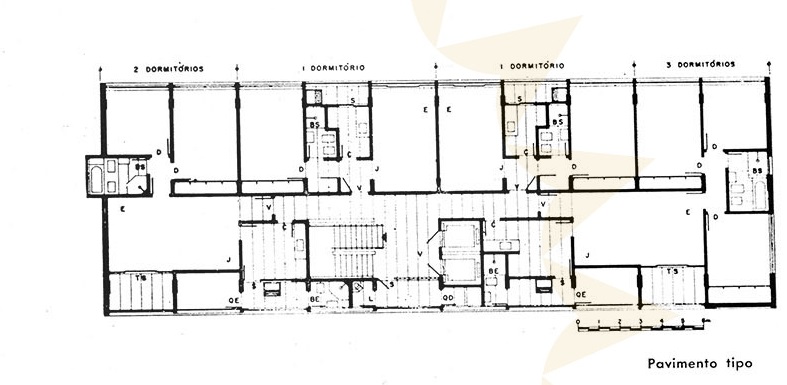 2 DORMITÓRIOS 1 DORMITÓRIO 1 DORMITÓRIO 3 DORMITÓRIOS
S S
E E
BS BS
D Ç Ç D
D D J J D D
BS BS
V V
E V V E D
Ç V Ç
J J
BE
TS S S S TS
QE BE L QD QE
0 1 2 3 4 5
Pavimento tipo